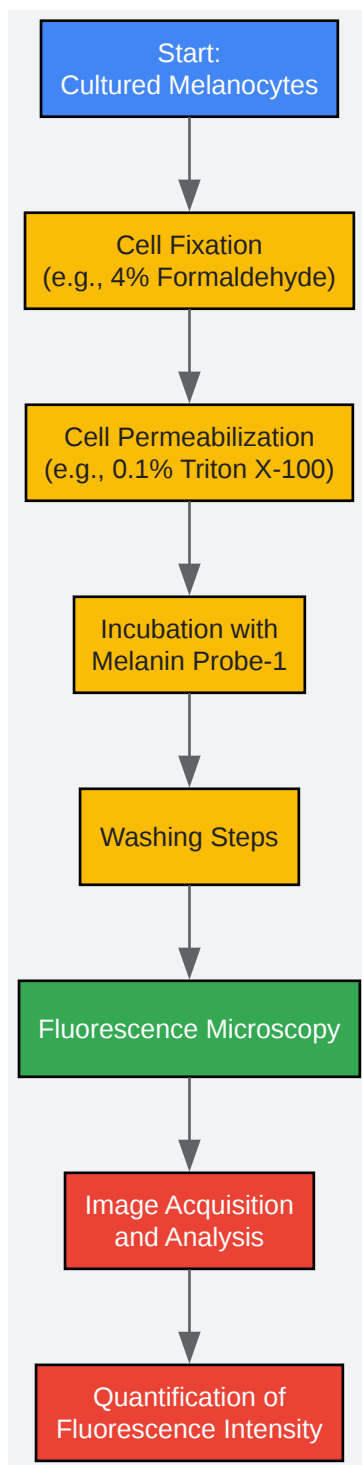 Start:
Cultured Melanocytes
Cell Fixation
(e.g., 4% Formaldehyde)
Cell Permeabilization
(e.g., 0.1% Triton X-100)
Incubation with
Melanin Probe-1
Washing Steps
Fluorescence Microscopy
Image Acquisition
and Analysis
Quantification of
Fluorescence Intensity